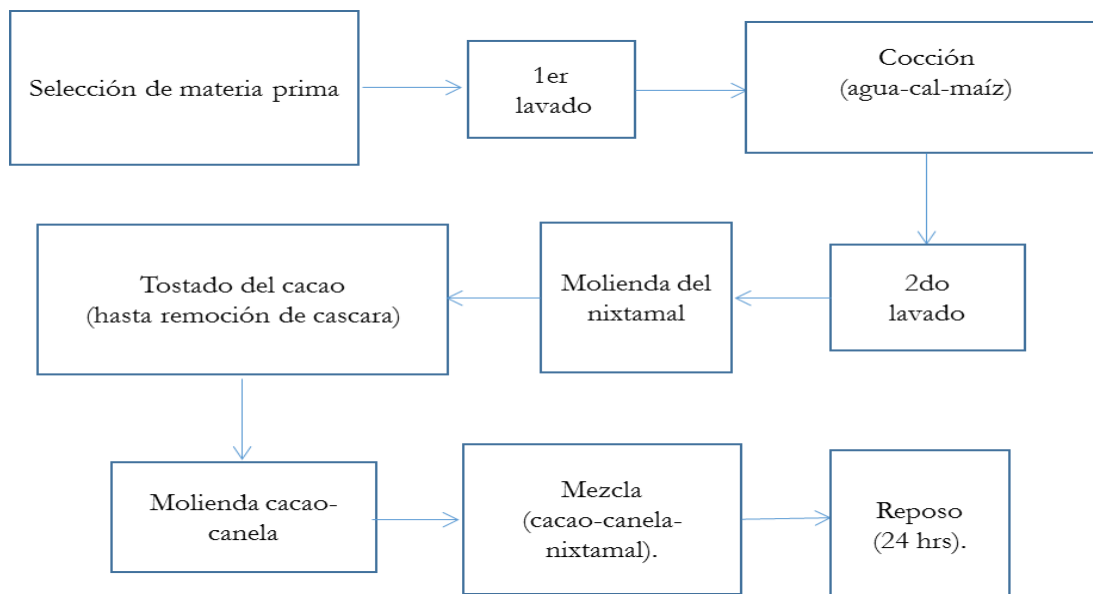 Selección de materia prima
1er
lavado
Cocción
(agua-cal-maíz)
2do
lavado
Molienda del
nixtamal
Tostado del cacao
(hasta remoción de cascara)
Molienda cacao-
canela
Mezcla
(cacao-canela-
nixtamal).
Reposo
(24 hrs).